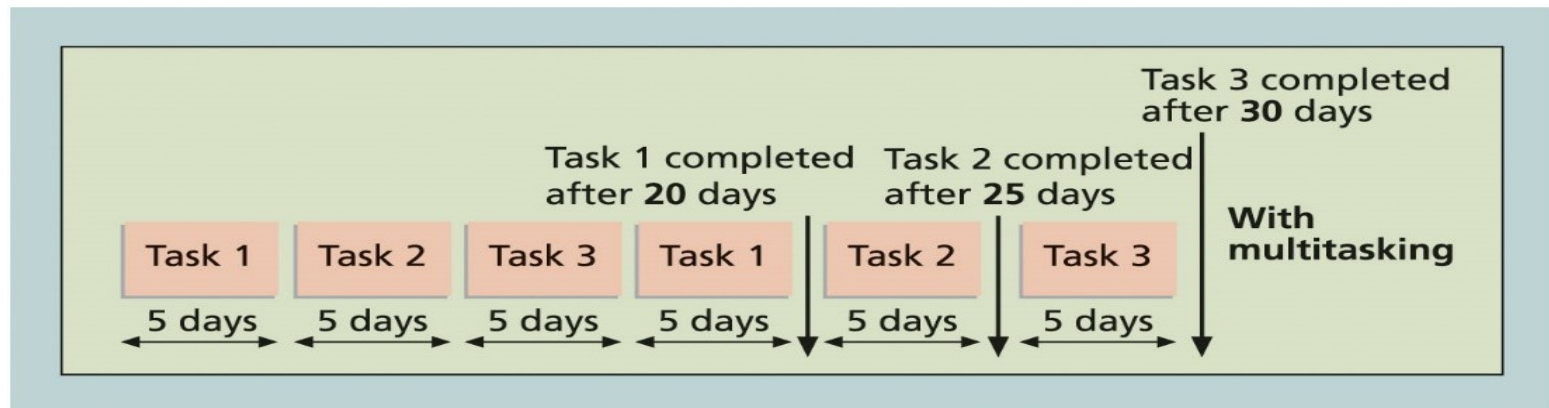 Task 3 completed
after 30 days
Task 1 completed
after 20 days
Task 2 completed
after 25 days
With
multitasking
Task 1
Task 2
Task 3
Task 1
Task 2
Task 3
5 days
5 days
5 days
5 days
5 days
5 days